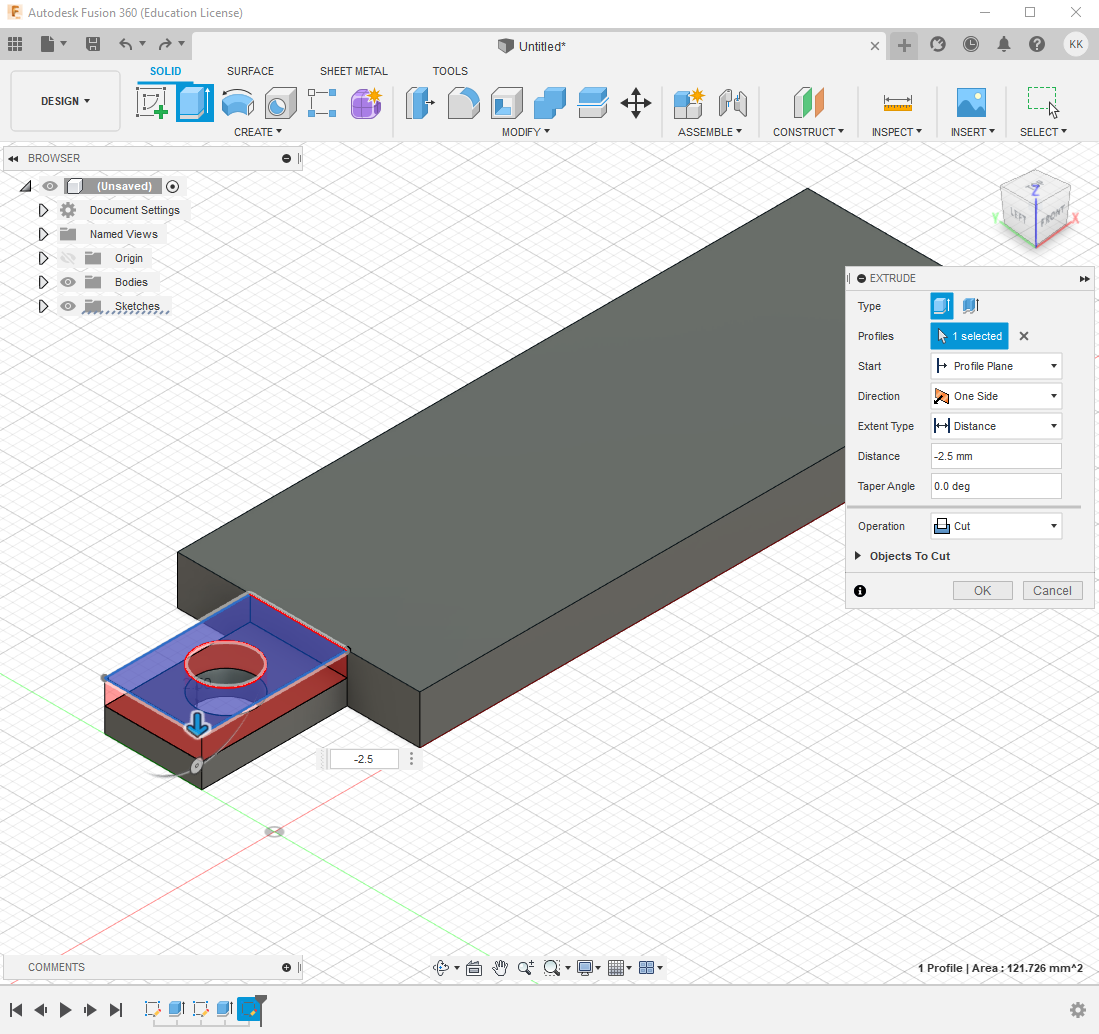 Autodesk Fusion 360 (Education License)
Untitled*
KK
DESIGN
SOLID SURFACE SHEET METAL TOOLS
CREATE MODIFY ASSEMBLE CONSTRUCT INSPECT INSERT SELECT
BROWSER
(Unsaved)
Document Settings
Named Views
Origin
Bodies
Sketches
Z
Y
X
LEFT
FRONT
EXTRUDE
Type
Profiles 1 selected
Start Profile Plane
Direction One Side
Extent Type Distance
Distance -2.5 mm
Taper Angle 0.0 deg
Operation Cut
Objects To Cut
OK Cancel
-2.5
COMMENTS
1 Profile | Area : 121.726 mm^2